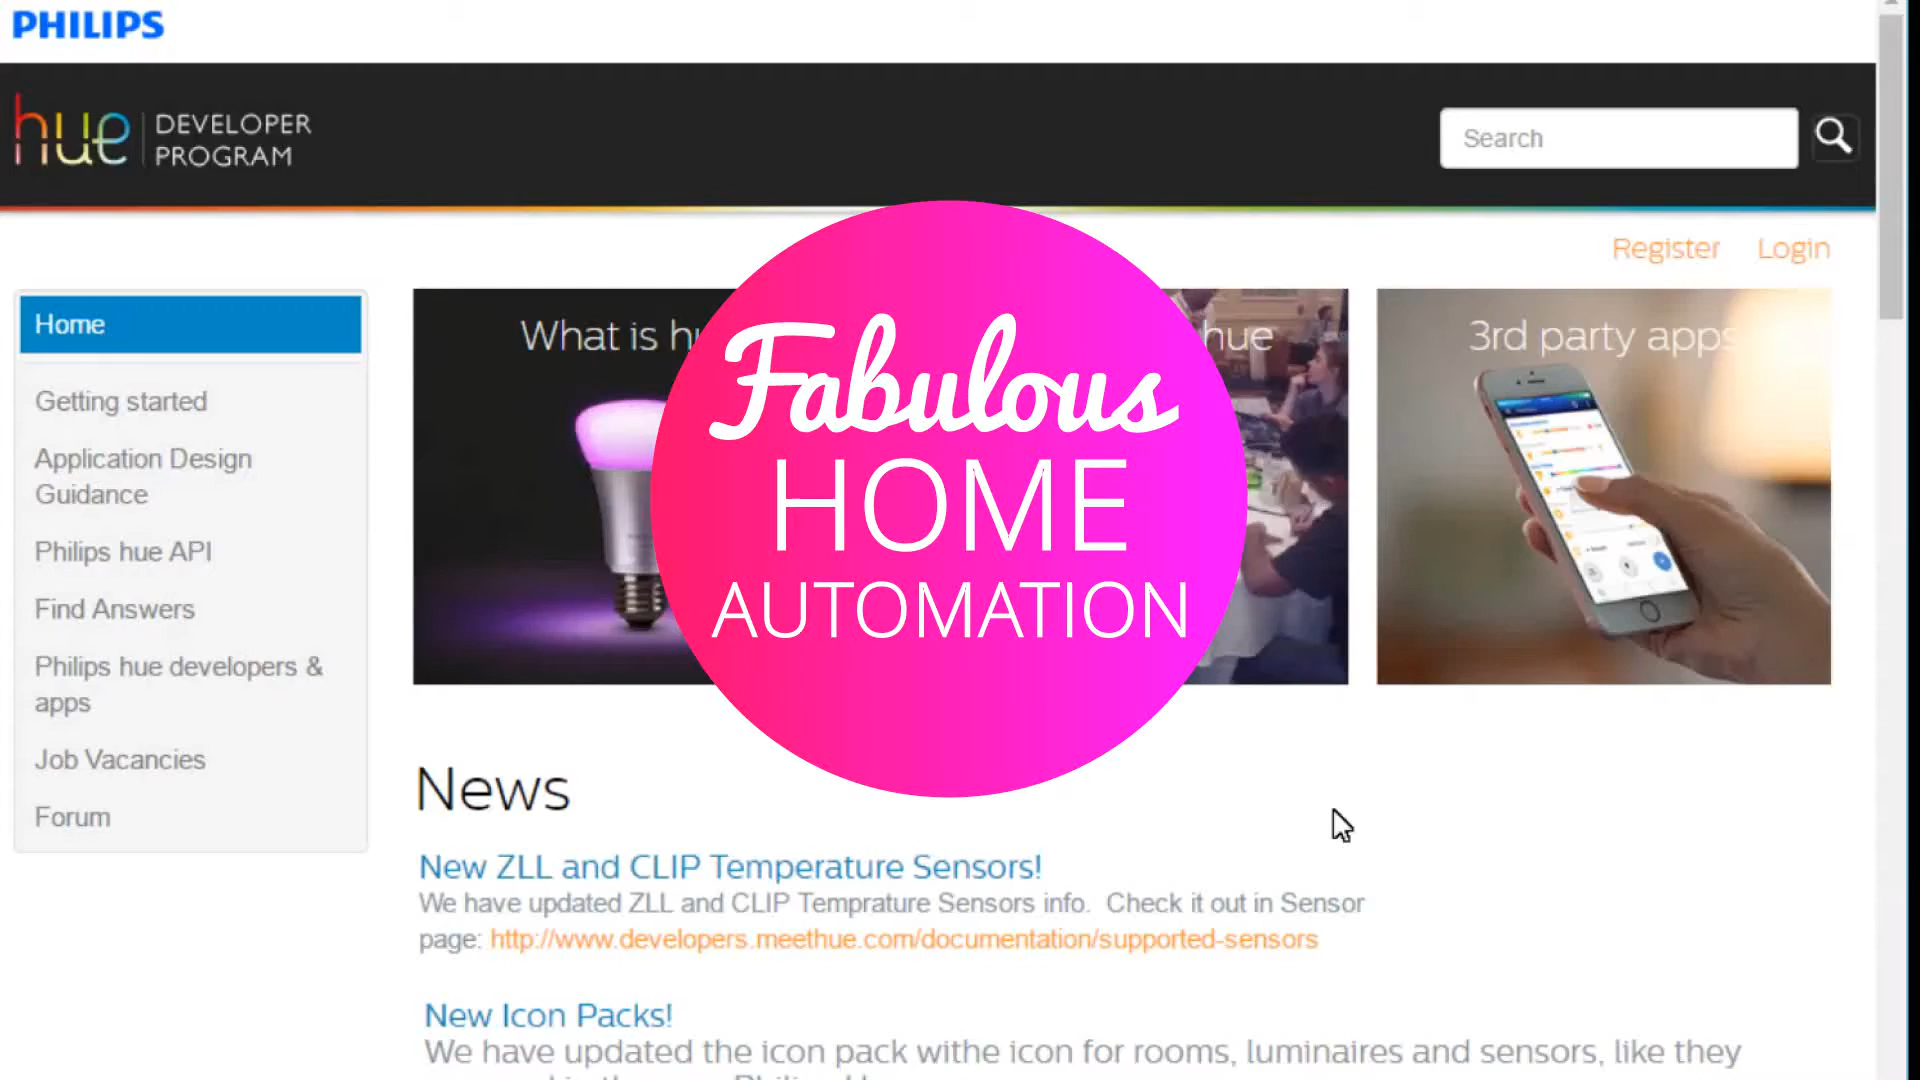 PHILIPS
hue DEVELOPER
PROGRAM
Search
Register Login
Home
Getting started
Application Design
Guidance
Philips hue API
Find Answers
Philips hue developers &
apps
Job Vacancies
Forum
What is
hue
3rd party apps
Fabulous
HOME
AUTOMATION
News
New ZLL and CLIP Temperature Sensors!
We have updated ZLL and CLIP Temprature Sensors info. Check it out in Sensor
page: http://www.developers.meethue.com/documentation/supported-sensors
New Icon Packs!
We have updated the icon pack withe icon for rooms, luminaires and sensors, like they